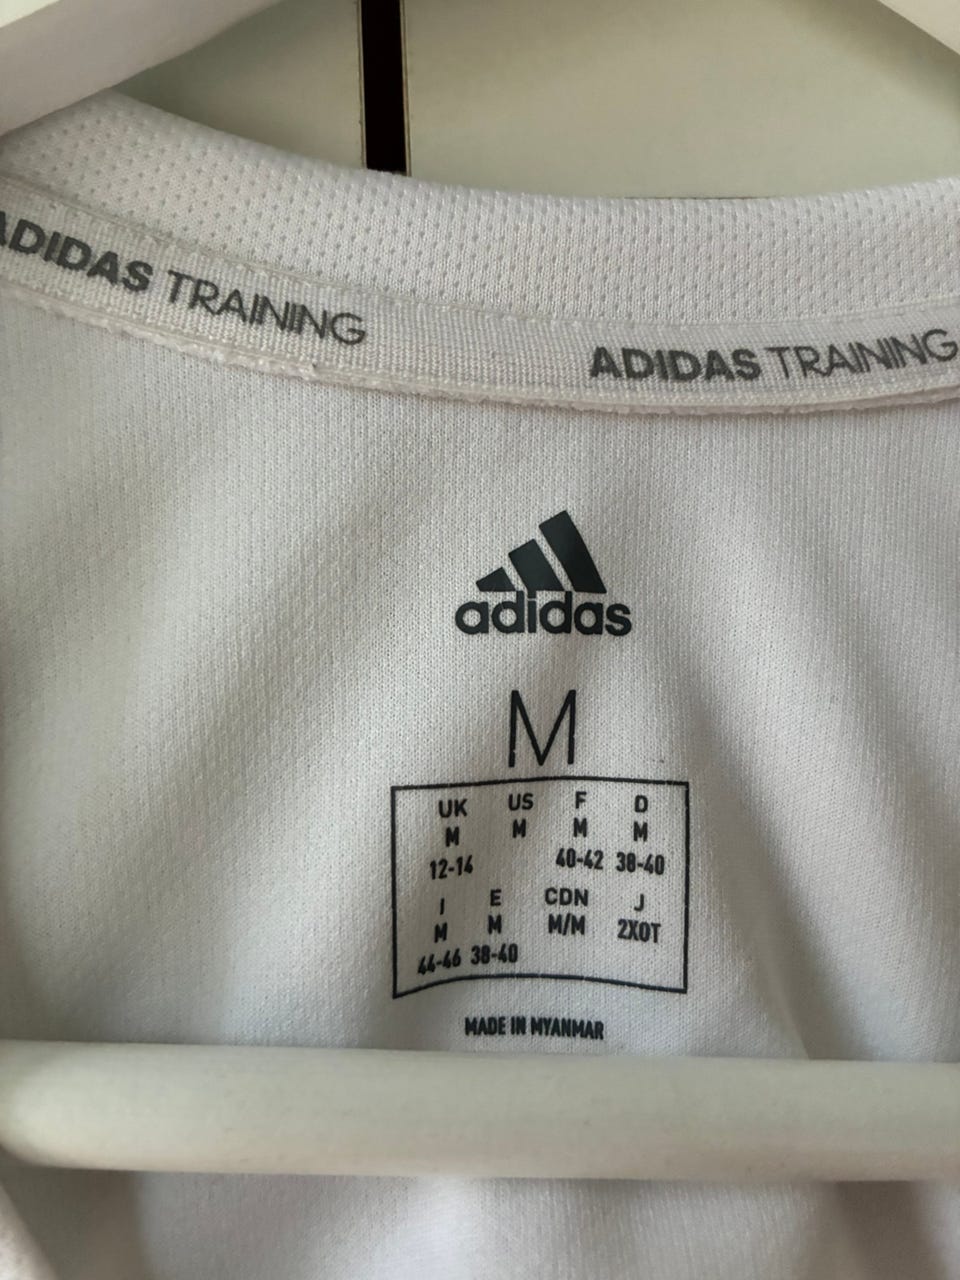 ADIDAS TRAINING
ADIDAS TRAINING
adidas
M
UK US F D
M M M M
12-14 40-42 38-40
I E CDN J
M M M/M 2XOT
44-46 38-40
MADE IN MYANMAR